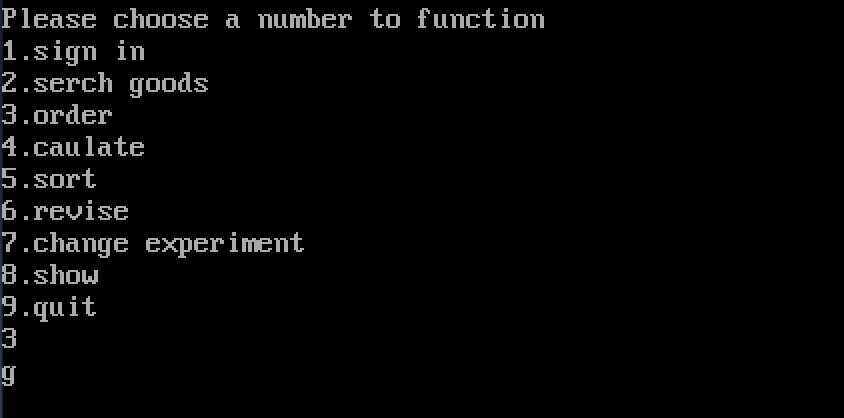 Please choose a number to function
1.sign in
2.serch goods
3.order
4.caulate
5.sort
6.revise
7.change experiment
8.show
9.quit
3
g